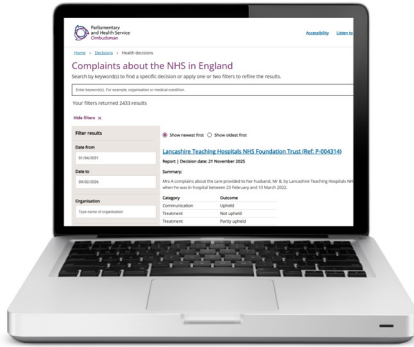 Parliamentary
and Health Service
Ombudsman
Accessibility Listen to
Home > Decisions > Health decisions
Complaints about the NHS in England
Search by keyword(s) to find a specific decision or apply one or two filters to refine the results.
Enter keyword(s). For example, organisation or medical condition.
Your filters returned 2433 results
Hide filters ×
Filter results
Show newest first Show oldest first
Date from
01/04/2021
Date to
Organisation
Type name of organisation
Lancashire Teaching Hospitals NHS Foundation Trust (Ref: P-004314)
Report | Decision date: 21 November 2025
Summary:
Mrs A complains about the care provided to her husband, Mr B, by Lancashire Teaching Hospitals NH
when he was in hospital between 23 February and 10 March 2022.
Category Outcome
Communication Upheld
Treatment Not upheld
Treatment Partly upheld